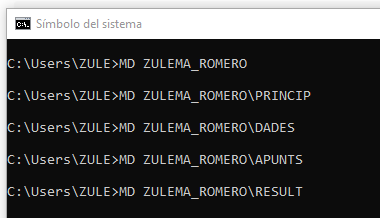 Símbolo del sistema
C:\Users\ZULE>MD ZULEMA_ROMERO
C:\Users\ZULE>MD ZULEMA_ROMERO\PRINCIP
C:\Users\ZULE>MD ZULEMA_ROMERO\DADES
C:\Users\ZULE>MD ZULEMA_ROMERO\APUNTS
C:\Users\ZULE>MD ZULEMA_ROMERO\RESULT